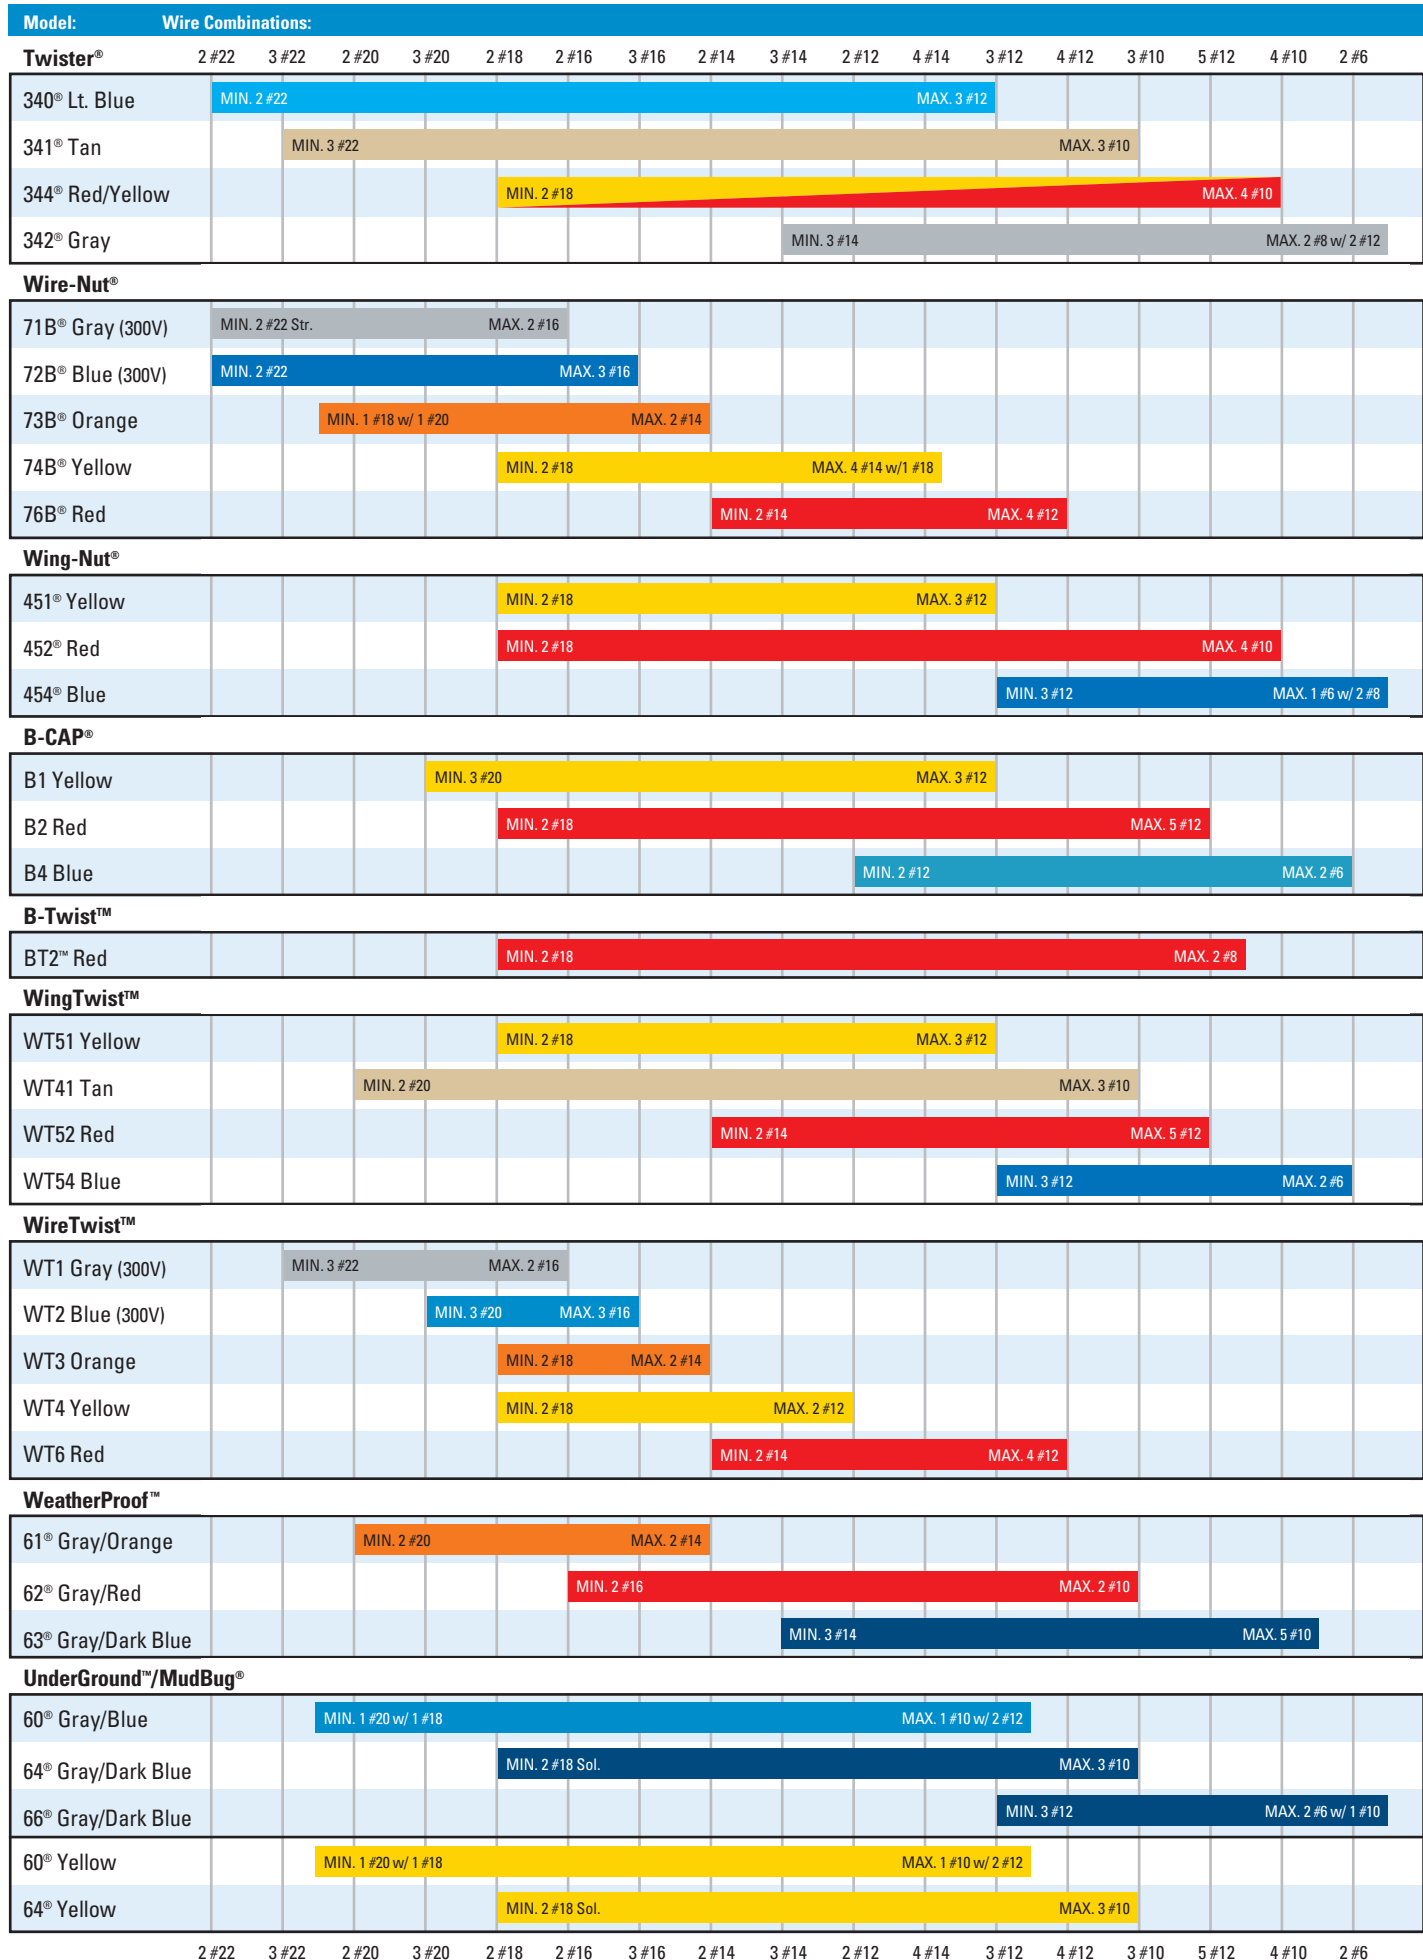 Model: Wire Combinations:
Twister® 2 #22 3 #22 2 #20 3 #20 2 #18 2 #16 3 #16 2 #14 3 #14 2 #12 4 #14 3 #12 4 #12 3 #10 5 #12 4 #10 2 #6
340® Lt. Blue MIN. 2 #22 MAX. 3 #12
341® Tan MIN. 3 #22 MAX. 3 #10
344® Red/Yellow MIN. 2 #18 MAX. 4 #10
342® Gray MIN. 3 #14 MAX. 2 #8 w/ 2 #12
Wire-Nut®
71B® Gray (300V) MIN. 2 #22 Str. MAX. 2 #16
72B® Blue (300V) MIN. 2 #22 MAX. 3 #16
73B® Orange MIN. 1 #18 w/ 1 #20 MAX. 2 #14
74B® Yellow MIN. 2 #18 MAX. 4 #14 w/1 #18
76B® Red MIN. 2 #14 MAX. 4 #12
Wing-Nut®
451® Yellow MIN. 2 #18 MAX. 3 #12
452® Red MIN. 2 #18 MAX. 4 #10
454® Blue MIN. 3 #12 MAX. 1 #6 w/ 2 #8
B-CAP®
B1 Yellow MIN. 3 #20 MAX. 3 #12
B2 Red MIN. 2 #18 MAX. 5 #12
B4 Blue MIN. 2 #12 MAX. 2 #6
B-Twist™
BT2™ Red MIN. 2 #18 MAX. 2 #8
WingTwist™
WT51 Yellow MIN. 2 #18 MAX. 3 #12
WT41 Tan MIN. 2 #20 MAX. 3 #10
WT52 Red MIN. 2 #14 MAX. 5 #12
WT54 Blue MIN. 3 #12 MAX. 2 #6
WireTwist™
WT1 Gray (300V) MIN. 3 #22 MAX. 2 #16
WT2 Blue (300V) MIN. 3 #20 MAX. 3 #16
WT3 Orange MIN. 2 #18 MAX. 2 #14
WT4 Yellow MIN. 2 #18 MAX. 2 #12
WT6 Red MIN. 2 #14 MAX. 4 #12
WeatherProof™
61® Gray/Orange MIN. 2 #20 MAX. 2 #14
62® Gray/Red MIN. 2 #16 MAX. 2 #10
63® Gray/Dark Blue MIN. 3 #14 MAX. 5 #10
UnderGround™/MudBug®
60® Gray/Blue MIN. 1 #20 w/ 1 #18 MAX. 1 #10 w/ 2 #12
64® Gray/Dark Blue MIN. 2 #18 Sol. MAX. 3 #10
66® Gray/Dark Blue MIN. 3 #12 MAX. 2 #6 w/ 1 #10
60® Yellow MIN. 1 #20 w/ 1 #18 MAX. 1 #10 w/ 2 #12
64® Yellow MIN. 2 #18 Sol. MAX. 3 #10
2 #22 3 #22 2 #20 3 #20 2 #18 2 #16 3 #16 2 #14 3 #14 2 #12 4 #14 3 #12 4 #12 3 #10 5 #12 4 #10 2 #6